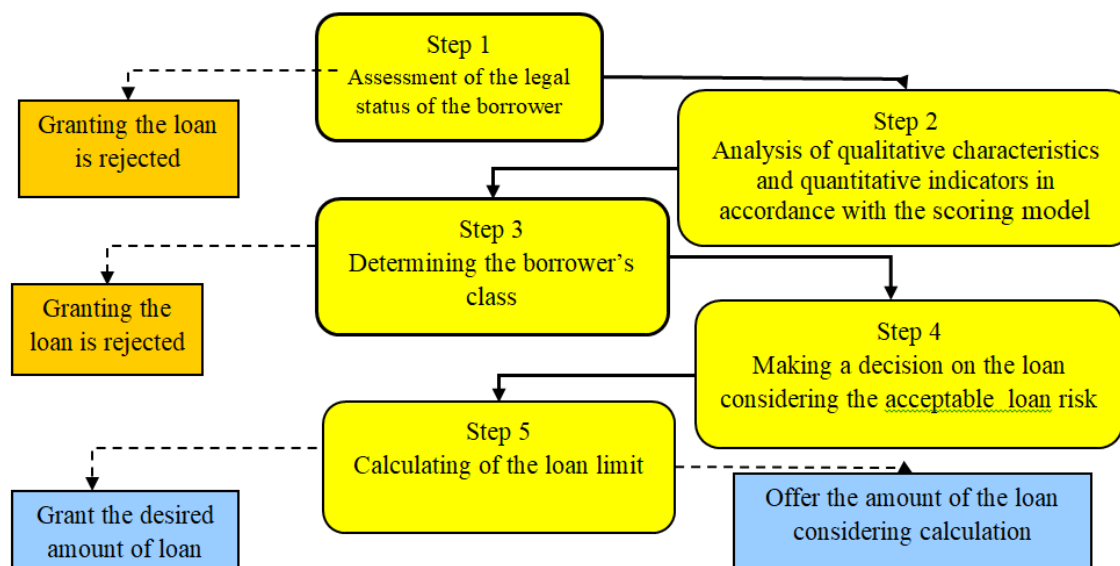 Step 1
Assessment of the legal
status of the borrower
Granting the loan
is rejected
Step 2
Analysis of qualitative characteristics
and quantitative indicators in
accordance with the scoring model
Step 3
Determining the borrower’s
class
Granting the
loan is rejected
Step 4
Making a decision on the loan
considering the acceptable loan risk
Step 5
Calculating of the loan limit
Grant the desired
amount of loan
Offer the amount of the loan
considering calculation